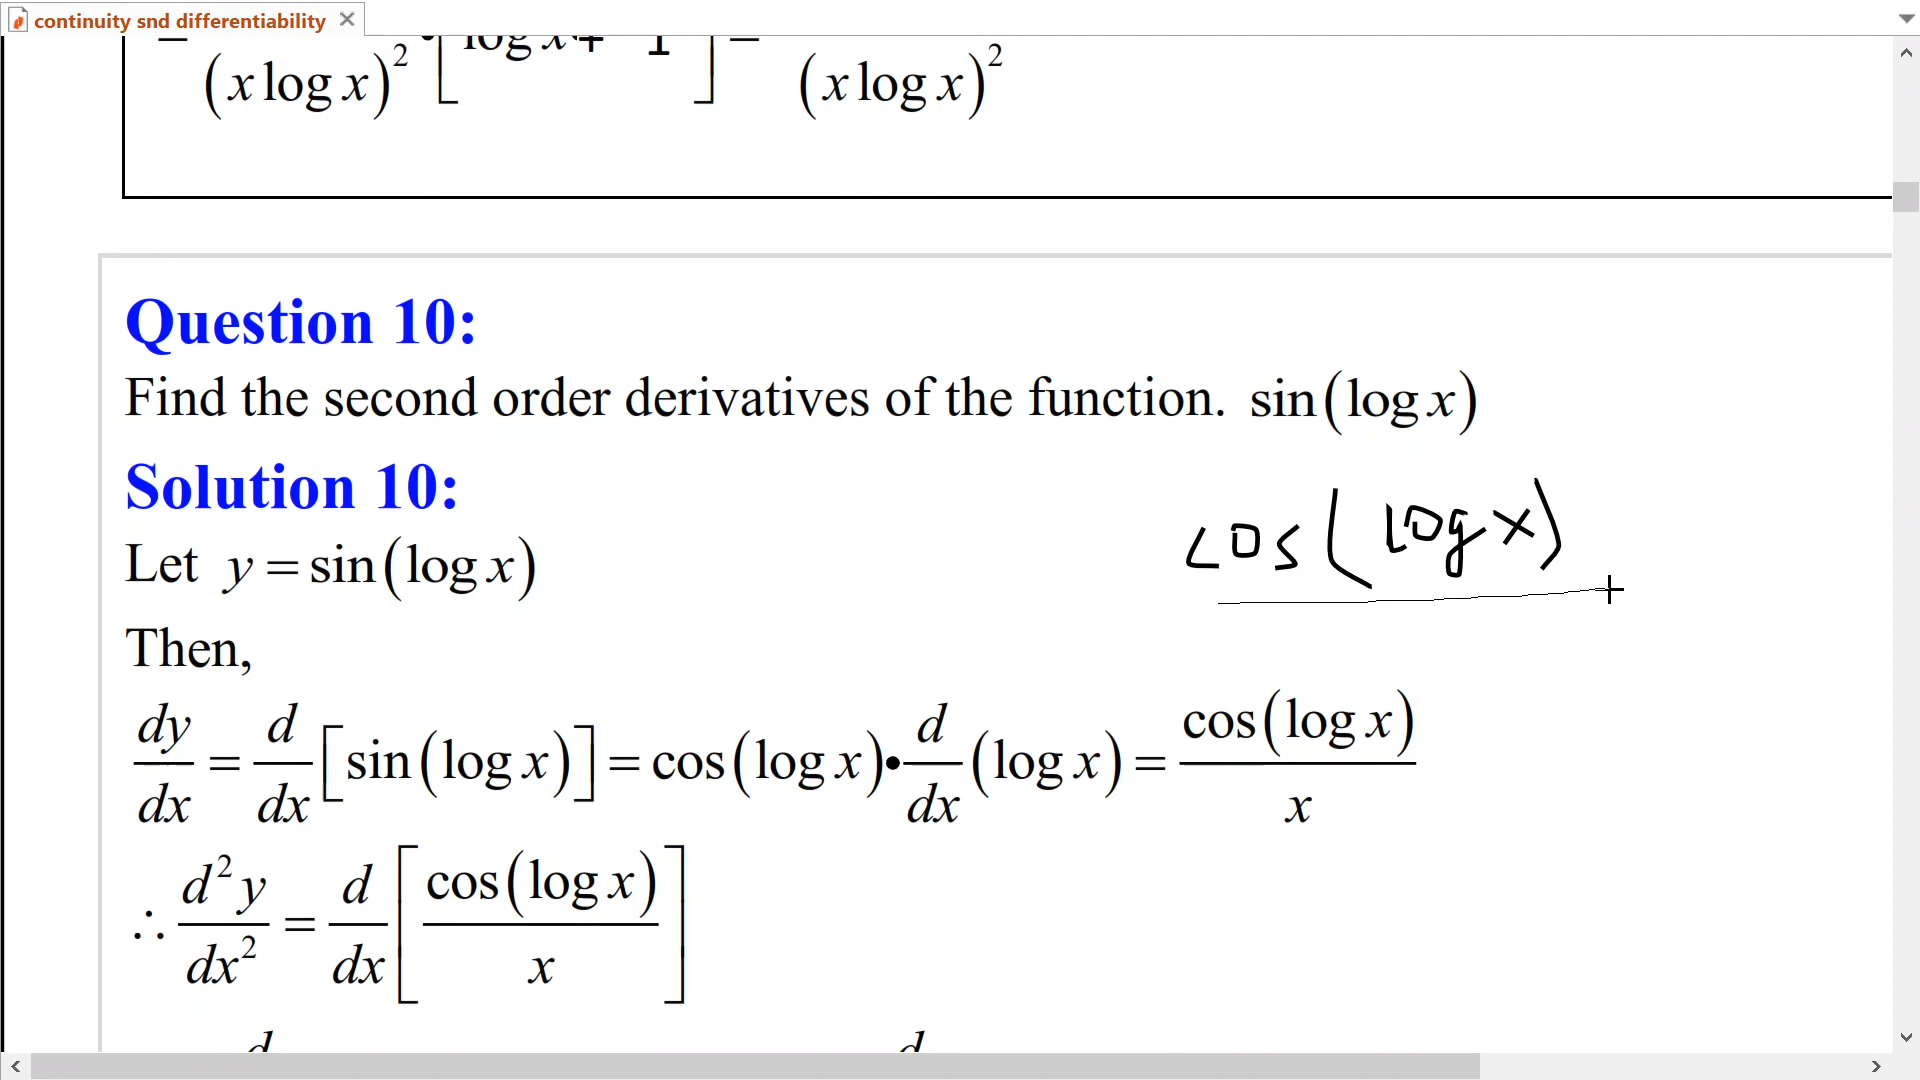 continuity snd differentiability
log x + 1
(x log x)² [ ] = (x log x)²
Question 10:
Find the second order derivatives of the function. sin(log x)
Solution 10:
cos(log x)
Let y = sin(log x)
Then,
dy/dx = d/dx [sin(log x)] = cos(log x)•d/dx (log x) = cos(log x)/x
∴ d²y/dx² = d/dx [cos(log x)/x]
d d